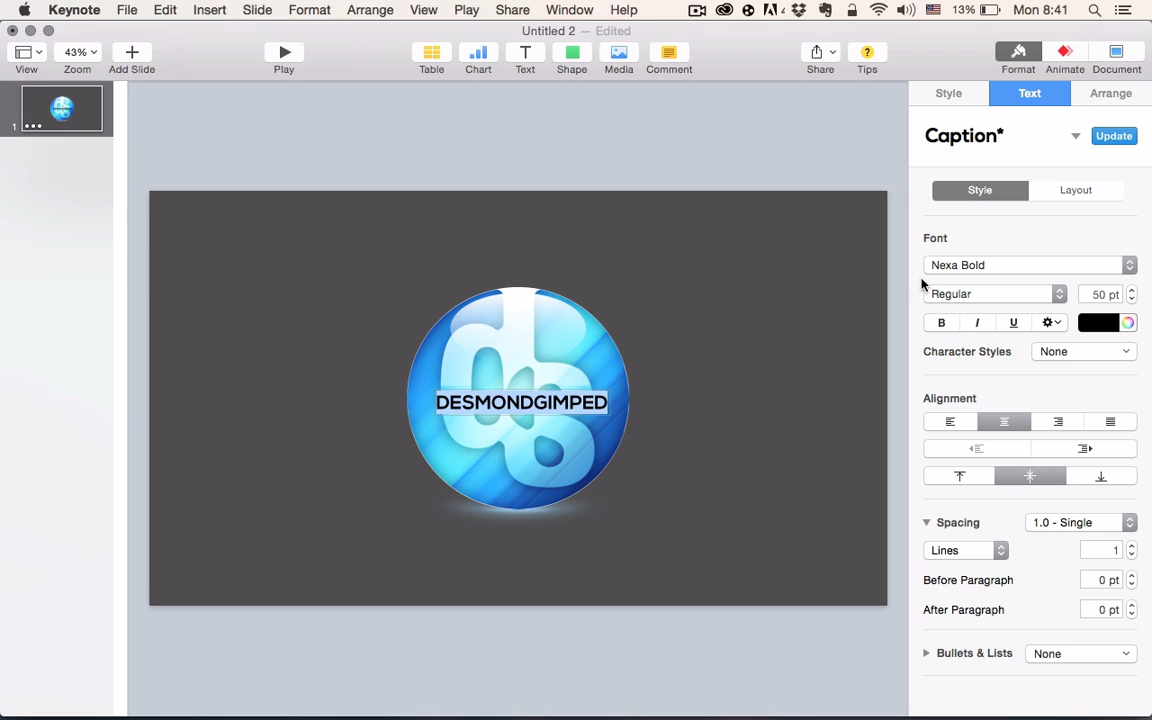 Keynote File Edit Insert Slide Format Arrange View Play Share Window Help 4 13% Mon 8:41
Untitled 2 — Edited
43%
View Zoom Add Slide Play Table Chart Text Shape Media Comment Share Tips Format Animate Document
Style Text Arrange
1
Caption* Update
Style Layout
Font
Nexa Bold
Regular 50 pt
B I U
Character Styles None
Alignment
DESMONDGIMPED
Spacing 1.0 - Single
Lines 1
Before Paragraph 0 pt
After Paragraph 0 pt
Bullets & Lists None